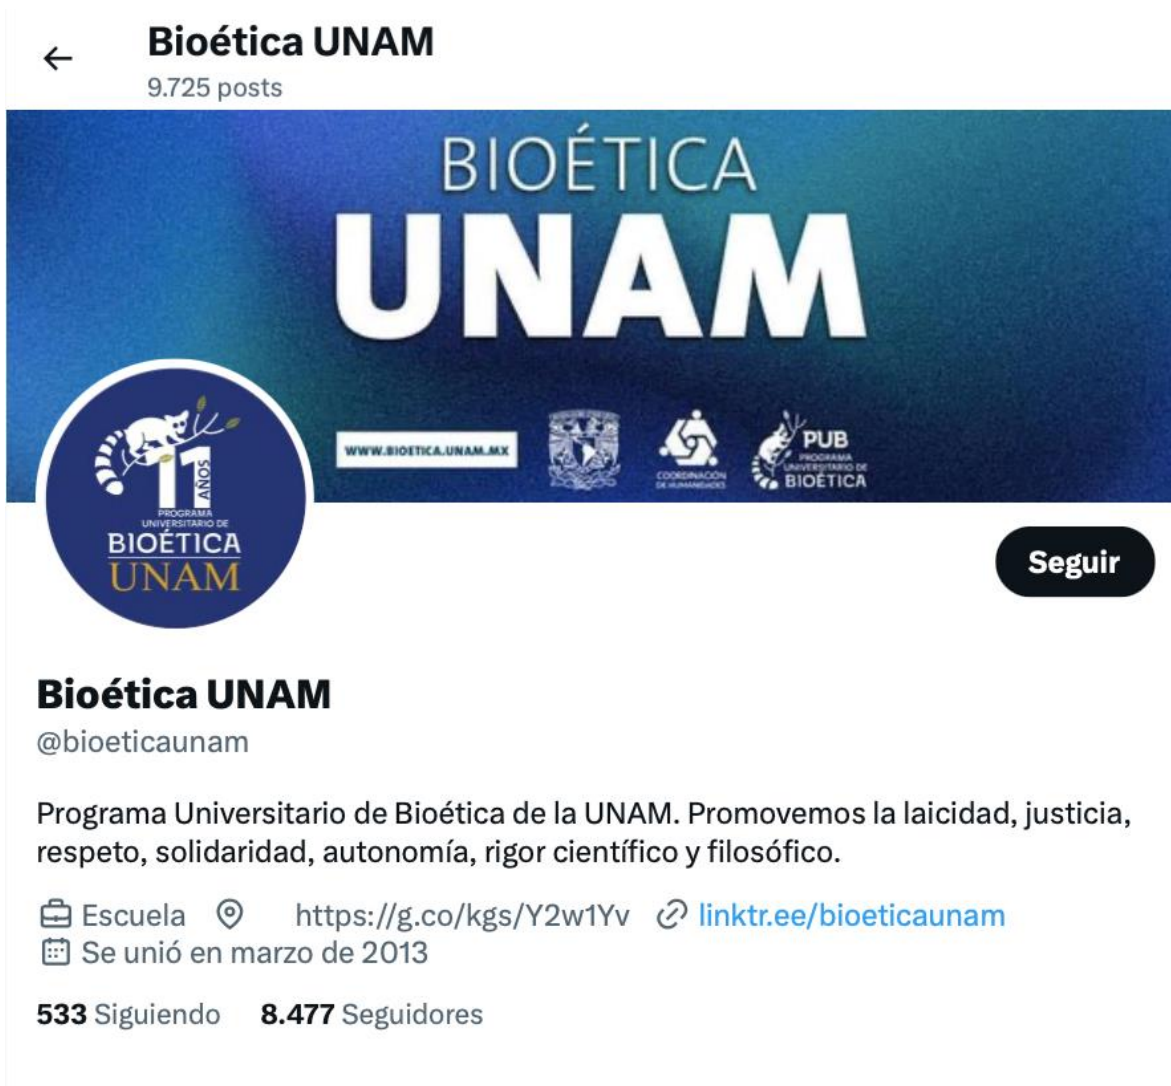 Bioética UNAM
9.725 posts
BIOÉTICA
UNAM
WWW.BIOETICA.UNAM.MX
COORDINACIÓN
DE HUMANIDADES
PUB
PROGRAMA
UNIVERSITARIO DE
BIOÉTICA
11
AÑOS
PROGRAMA
UNIVERSITARIO DE
BIOÉTICA
UNAM
Seguir
Bioética UNAM
@bioeticaunam
Programa Universitario de Bioética de la UNAM. Promovemos la laicidad, justicia,
respeto, solidaridad, autonomía, rigor científico y filosófico.
Escuela https://g.co/kgs/Y2w1Yv linktr.ee/bioeticaunam
Se unió en marzo de 2013
533 Siguiendo 8.477 Seguidores